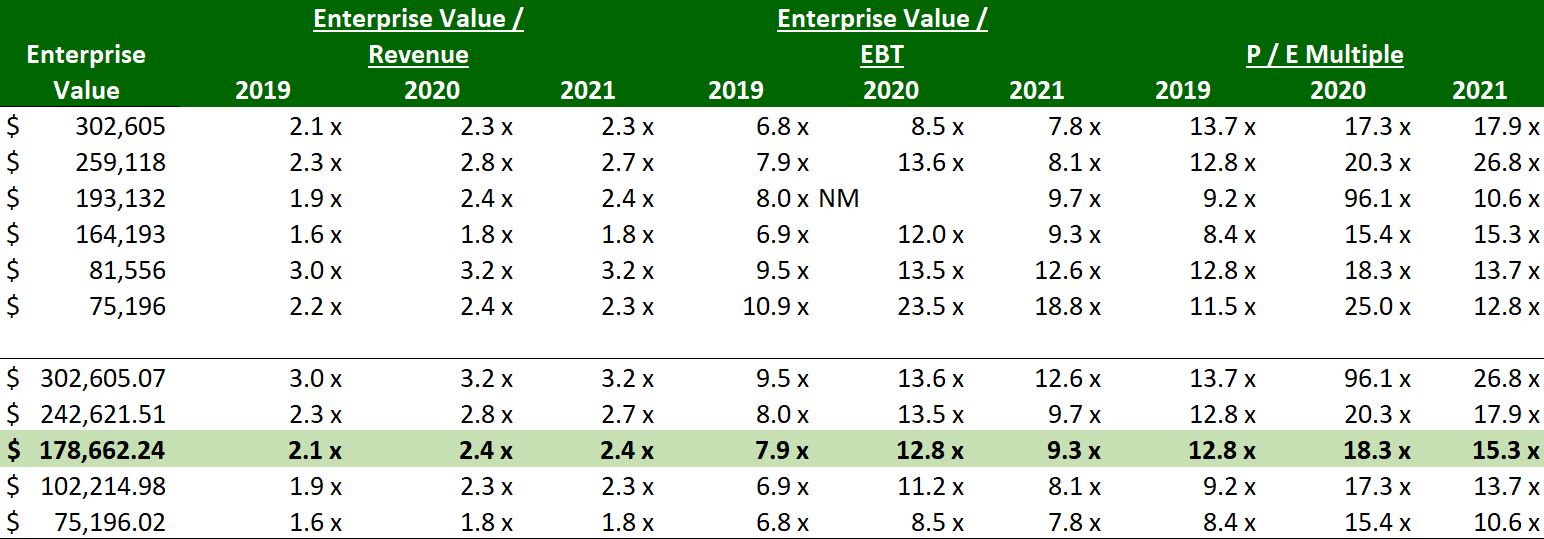 Enterprise Value / Enterprise Value /
Enterprise Revenue EBT P / E Multiple
Value 2019 2020 2021 2019 2020 2021 2019 2020 2021
$ 302,605 2.1 x 2.3 x 2.3 x 6.8 x 8.5 x 7.8 x 13.7 x 17.3 x 17.9 x
$ 259,118 2.3 x 2.8 x 2.7 x 7.9 x 13.6 x 8.1 x 12.8 x 20.3 x 26.8 x
$ 193,132 1.9 x 2.4 x 2.4 x 8.0 x NM 9.7 x 9.2 x 96.1 x 10.6 x
$ 164,193 1.6 x 1.8 x 1.8 x 6.9 x 12.0 x 9.3 x 8.4 x 15.4 x 15.3 x
$ 81,556 3.0 x 3.2 x 3.2 x 9.5 x 13.5 x 12.6 x 12.8 x 18.3 x 13.7 x
$ 75,196 2.2 x 2.4 x 2.3 x 10.9 x 23.5 x 18.8 x 11.5 x 25.0 x 12.8 x
$ 302,605.07 3.0 x 3.2 x 3.2 x 9.5 x 13.6 x 12.6 x 13.7 x 96.1 x 26.8 x
$ 242,621.51 2.3 x 2.8 x 2.7 x 8.0 x 13.5 x 9.7 x 12.8 x 20.3 x 17.9 x
$ 178,662.24 2.1 x 2.4 x 2.4 x 7.9 x 12.8 x 9.3 x 12.8 x 18.3 x 15.3 x
$ 102,214.98 1.9 x 2.3 x 2.3 x 6.9 x 11.2 x 8.1 x 9.2 x 17.3 x 13.7 x
$ 75,196.02 1.6 x 1.8 x 1.8 x 6.8 x 8.5 x 7.8 x 8.4 x 15.4 x 10.6 x